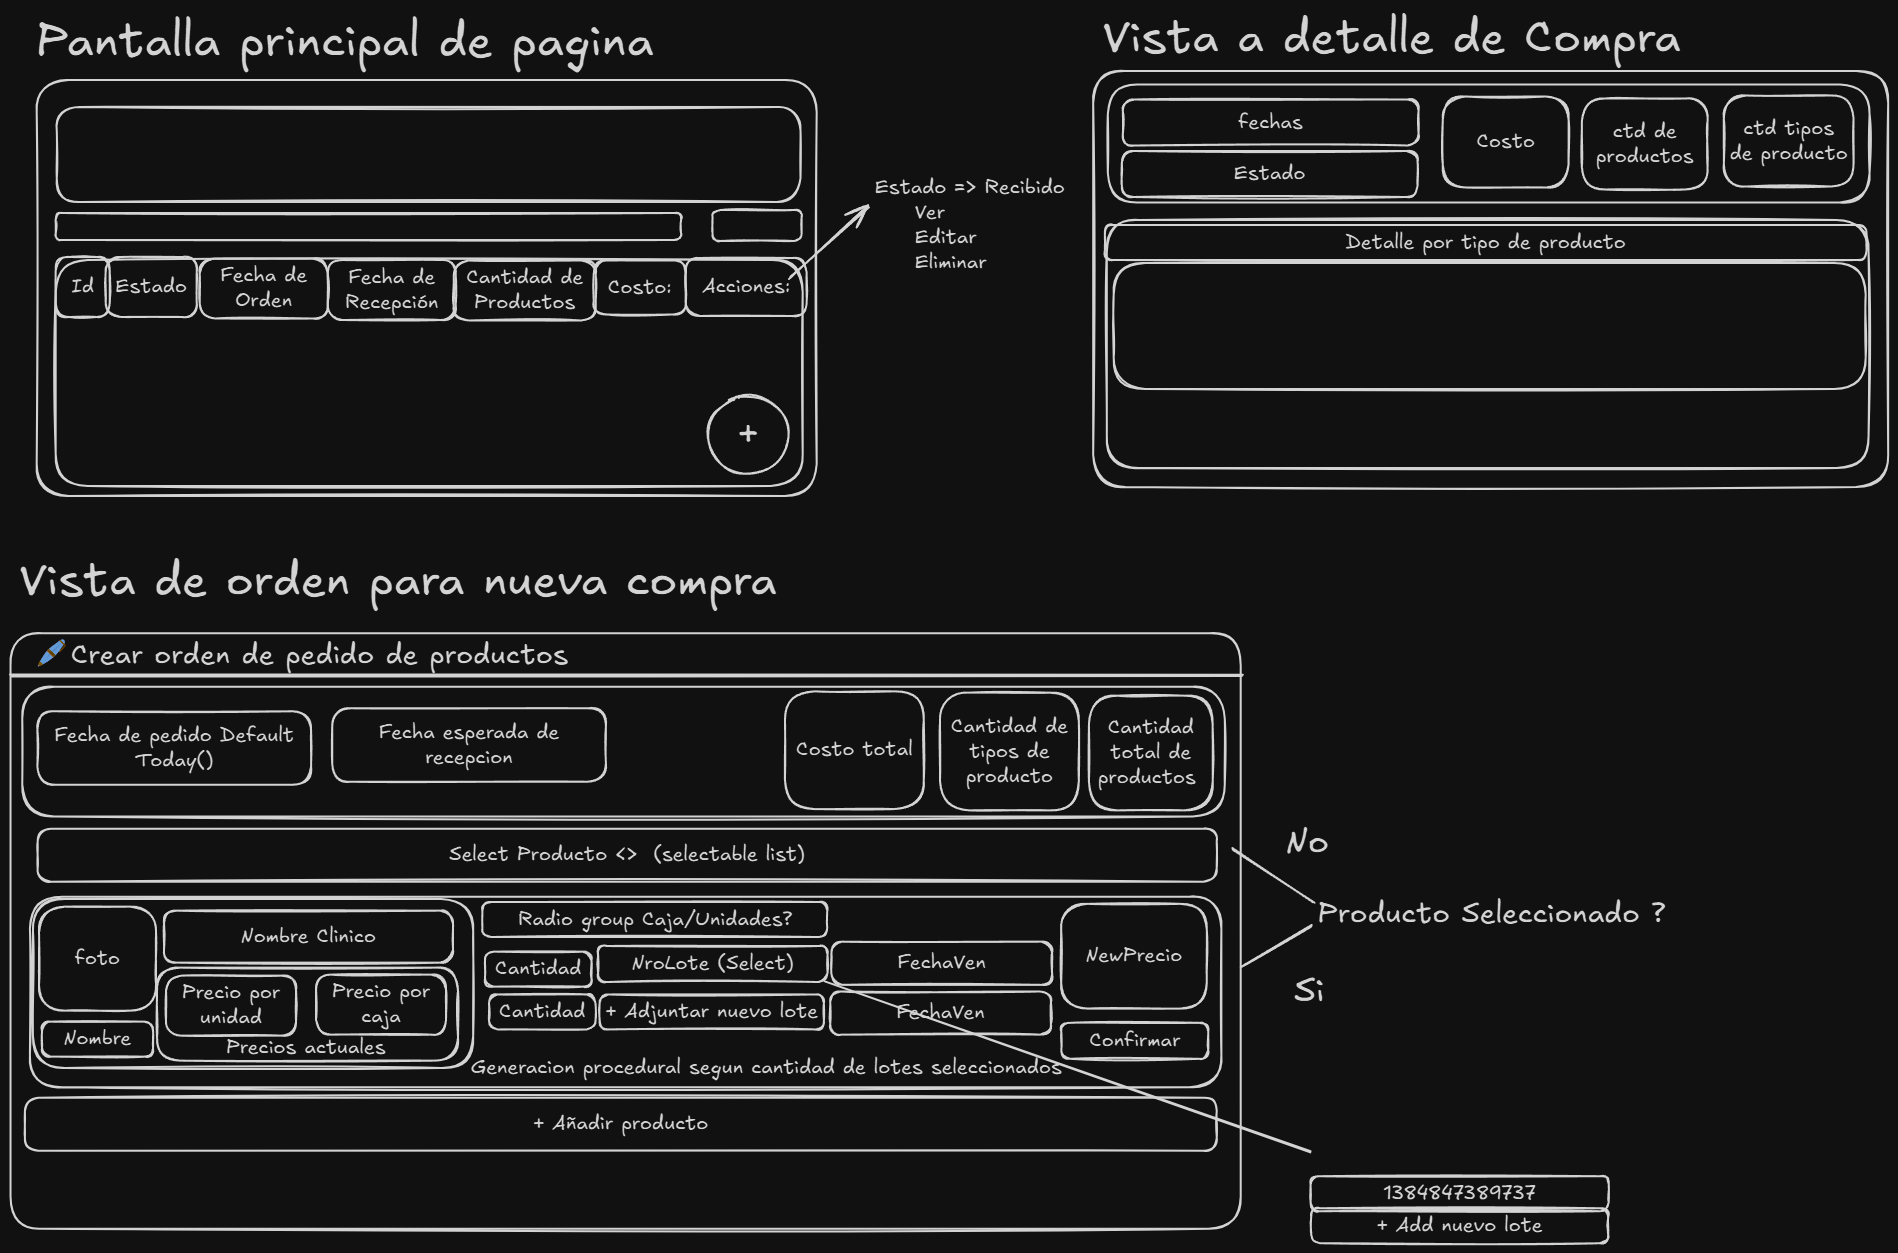 Pantalla principal de pagina
Id
Estado
Fecha de
Orden
Fecha de
Recepción
Cantidad de
Productos
Costo:
Acciones:
+
Estado => Recibido
Ver
Editar
Eliminar
Vista a detalle de Compra
fechas
Estado
Costo
ctd de
productos
ctd tipos
de producto
Detalle por tipo de producto
Vista de orden para nueva compra
Crear orden de pedido de productos
Fecha de pedido Default
Today()
Fecha esperada de
recepcion
Costo total
Cantidad de
tipos de
producto
Cantidad
total de
productos
Select Producto <> (selectable list)
foto
Nombre
Nombre Clinico
Precio por
unidad
Precio por
caja
Precios actuales
Radio group Caja/Unidades?
Cantidad
NroLote (Select)
FechaVen
Cantidad
+ Adjuntar nuevo lote
FechaVen
Generacion procedural segun cantidad de lotes seleccionados
NewPrecio
Confirmar
+ Añadir producto
No
Producto Seleccionado ?
Si
1384847389737
+ Add nuevo lote